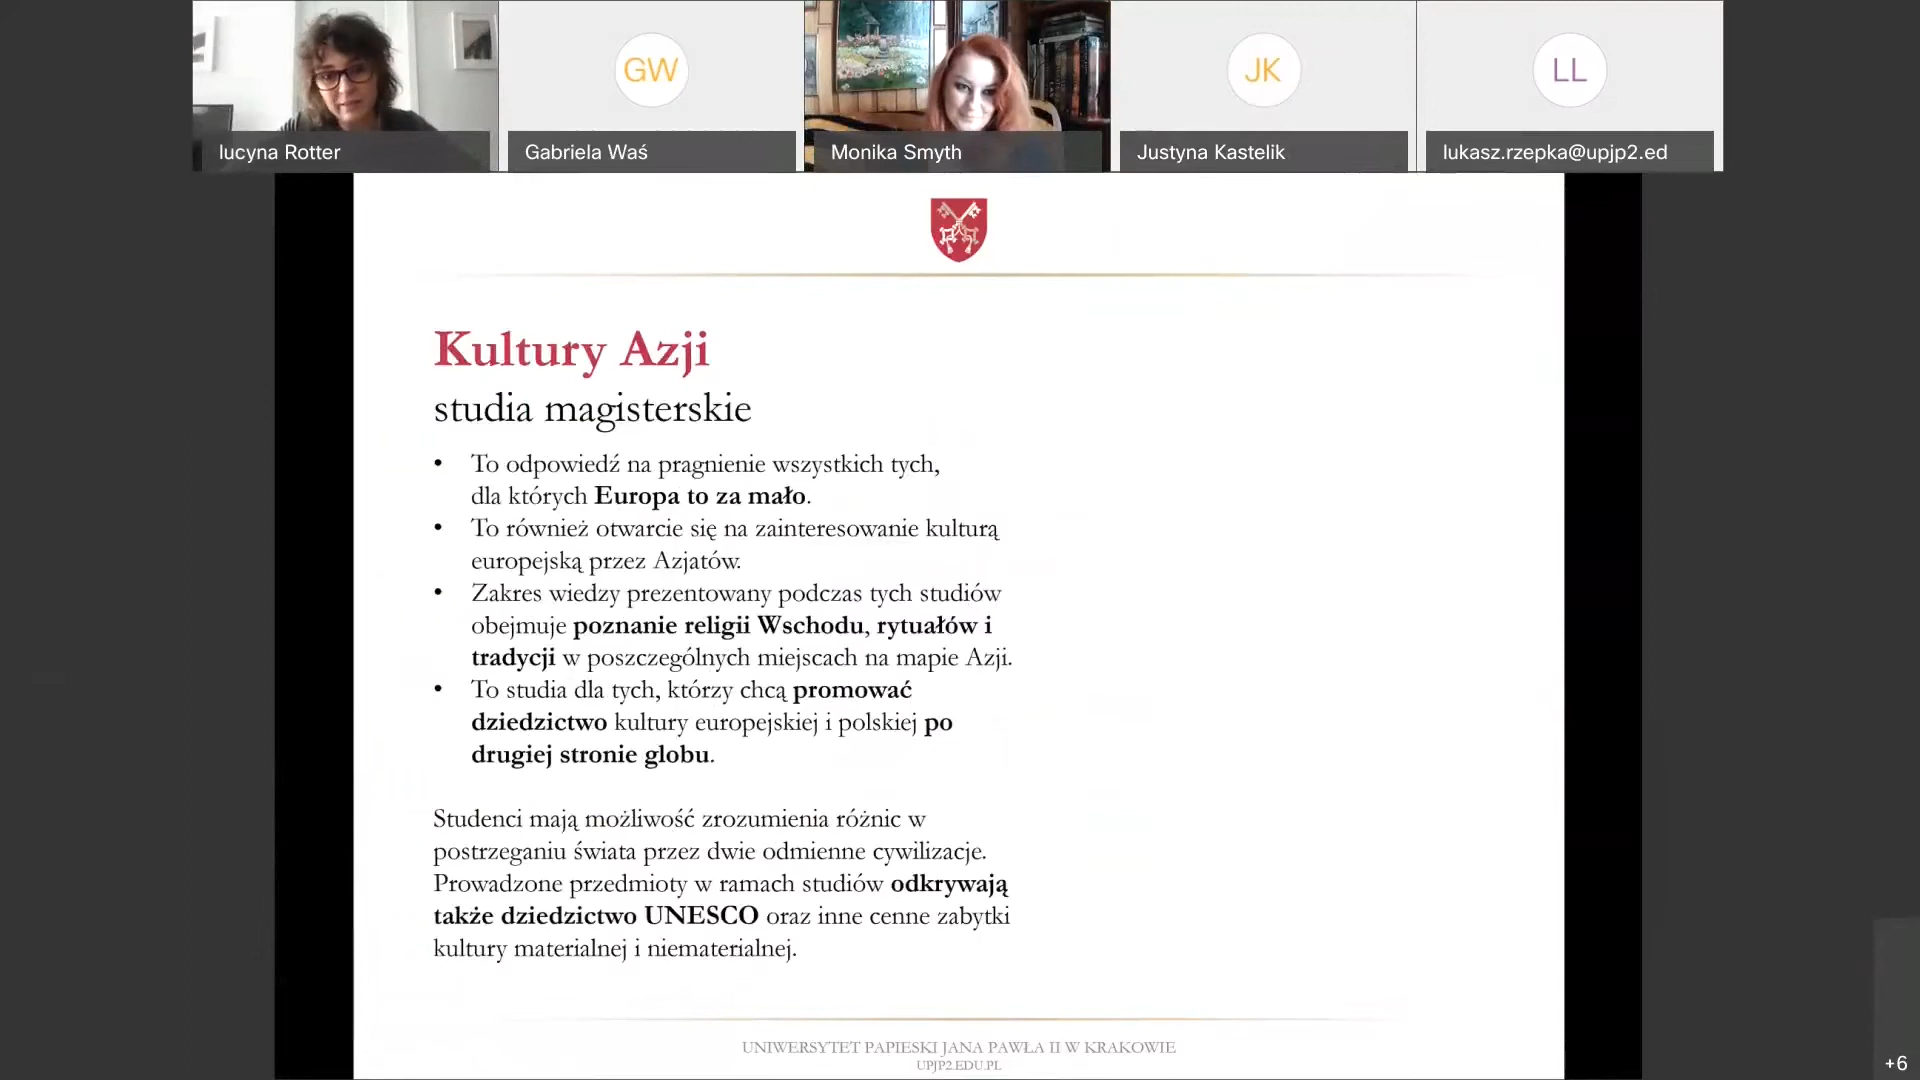 lucyna Rotter
GW
Gabriela Waś
Monika Smyth
JK
Justyna Kastelik
LL
lukasz.rzepka@upjp2.ed
Kultury Azji
studia magisterskie
• To odpowiedź na pragnienie wszystkich tych,
dla których Europa to za mało.
• To również otwarcie się na zainteresowanie kulturą
europejską przez Azjatów.
• Zakres wiedzy prezentowany podczas tych studiów
obejmuje poznanie religii Wschodu, rytuałów i
tradycji w poszczególnych miejscach na mapie Azji.
• To studia dla tych, którzy chcą promować
dziedzictwo kultury europejskiej i polskiej po
drugiej stronie globu.
Studenci mają możliwość zrozumienia różnic w
postrzeganiu świata przez dwie odmienne cywilizacje.
Prowadzone przedmioty w ramach studiów odkrywają
także dziedzictwo UNESCO oraz inne cenne zabytki
kultury materialnej i niematerialnej.
UNIWERSYTET PAPIESKI JANA PAWŁA II W KRAKOWIE
UPJP2.EDU.PL
+6